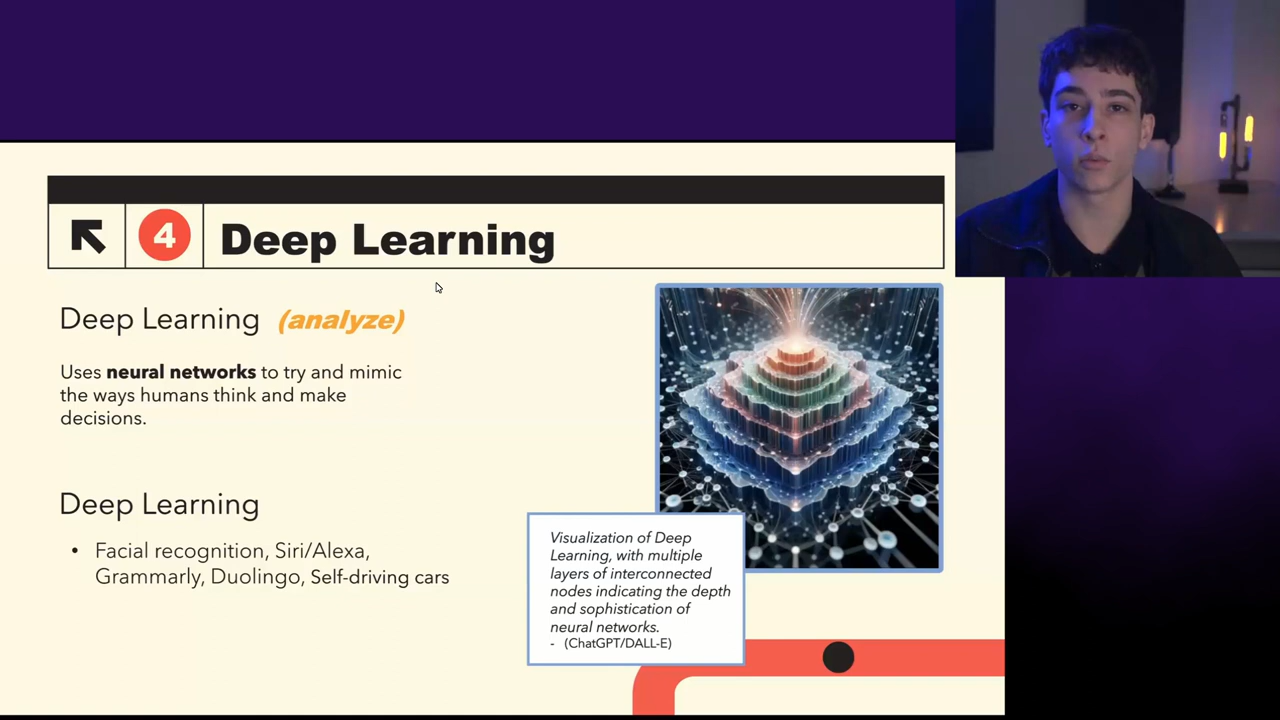 4
Deep Learning
Deep Learning (analyze)
Uses neural networks to try and mimic
the ways humans think and make
decisions.
Deep Learning
• Facial recognition, Siri/Alexa,
Grammarly, Duolingo, Self-driving cars
Visualization of Deep
Learning, with multiple
layers of interconnected
nodes indicating the depth
and sophistication of
neural networks.
- (ChatGPT/DALL-E)